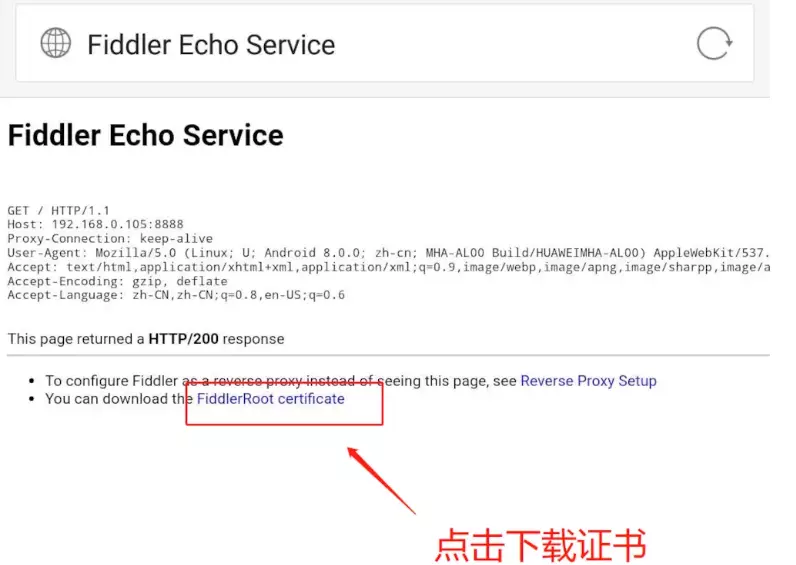 Fiddler Echo Service
Fiddler Echo Service
GET / HTTP/1.1
Host: 192.168.0.105:8888
Proxy-Connection: keep-alive
User-Agent: Mozilla/5.0 (Linux; U; Android 8.0.0; zh-cn; MHA-AL00 Build/HUAWEIMHA-AL00) AppleWebKit/537.
Accept: text/html,application/xhtml+xml,application/xml;q=0.9,image/webp,image/apng,image/sharpp,image/a
Accept-Encoding: gzip, deflate
Accept-Language: zh-CN,zh-CN;q=0.8,en-US;q=0.6
This page returned a HTTP/200 response
• To configure Fiddler as a reverse proxy instead of seeing this page, see Reverse Proxy Setup
• You can download the FiddlerRoot certificate
点击下载证书